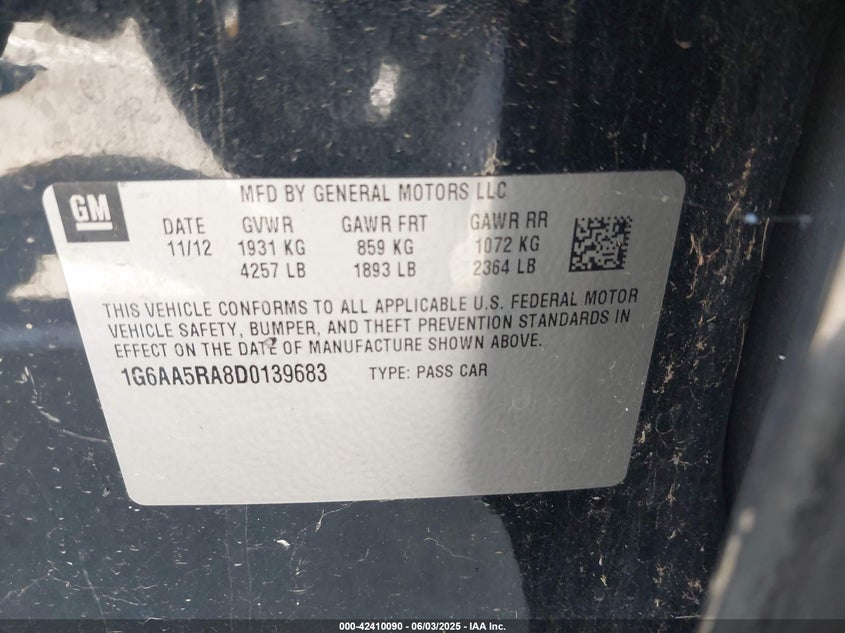 GM
MFD BY GENERAL MOTORS LLC
DATE GVWR GAWR FRT GAWR RR
11/12 1931 KG 859 KG 1072 KG
4257 LB 1893 LB 2364 LB
THIS VEHICLE CONFORMS TO ALL APPLICABLE U.S. FEDERAL MOTOR
VEHICLE SAFETY, BUMPER, AND THEFT PREVENTION STANDARDS IN
EFFECT ON THE DATE OF MANUFACTURE SHOWN ABOVE.
1G6AA5RA8D0139683 TYPE: PASS CAR
000-42410090 - 06/03/2025 - IAA Inc.